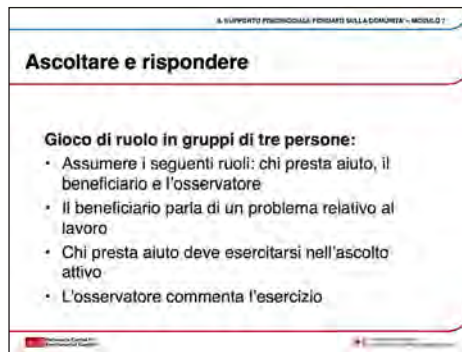 IL SUPPORTO PSICOSOCIALE FONDATO SULLA COMUNITA' – MODULO 7
Ascoltare e rispondere
Gioco di ruolo in gruppi di tre persone:
• Assumere i seguenti ruoli: chi presta aiuto, il
beneficiario e l'osservatore
• Il beneficiario parla di un problema relativo al
lavoro
• Chi presta aiuto deve esercitarsi nell'ascolto
attivo
• L'osservatore commenta l'esercizio